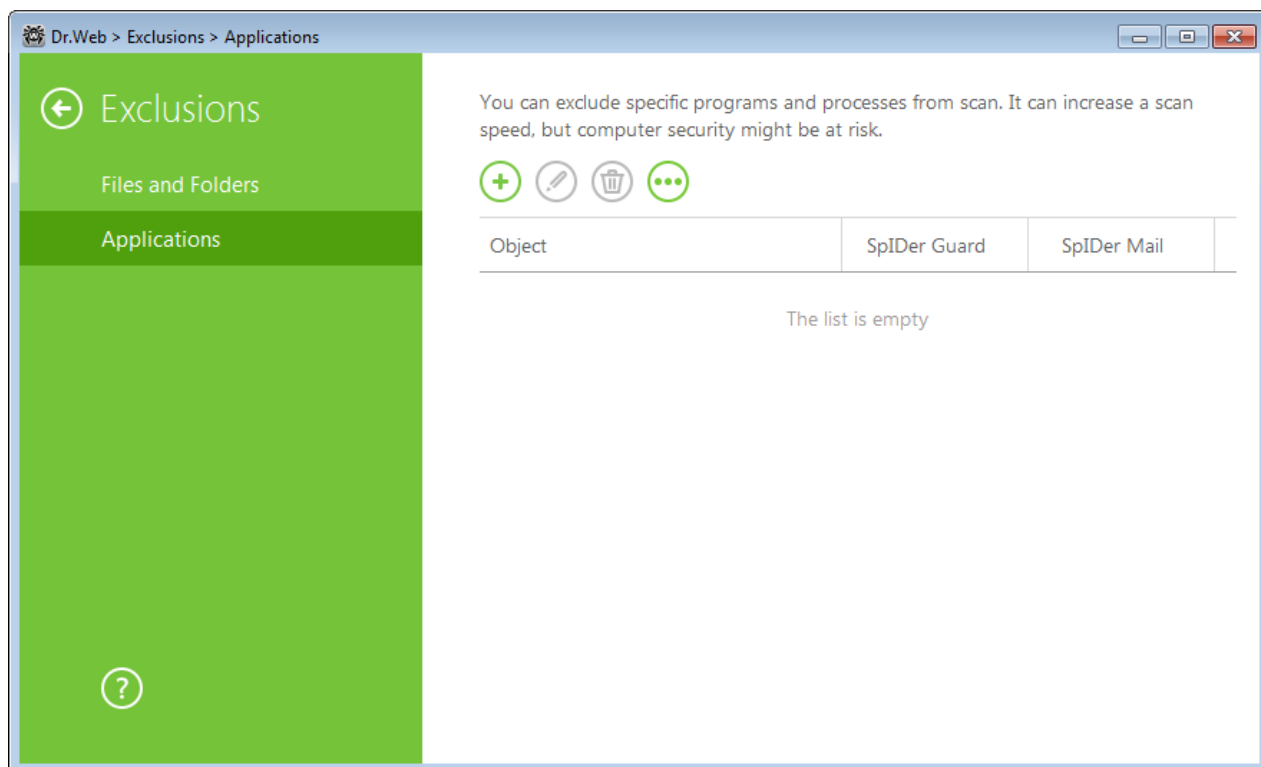 Dr.Web > Exclusions > Applications
Exclusions
Files and Folders
Applications
You can exclude specific programs and processes from scan. It can increase a scan
speed, but computer security might be at risk.
Object SpIDer Guard SpIDer Mail
The list is empty
?